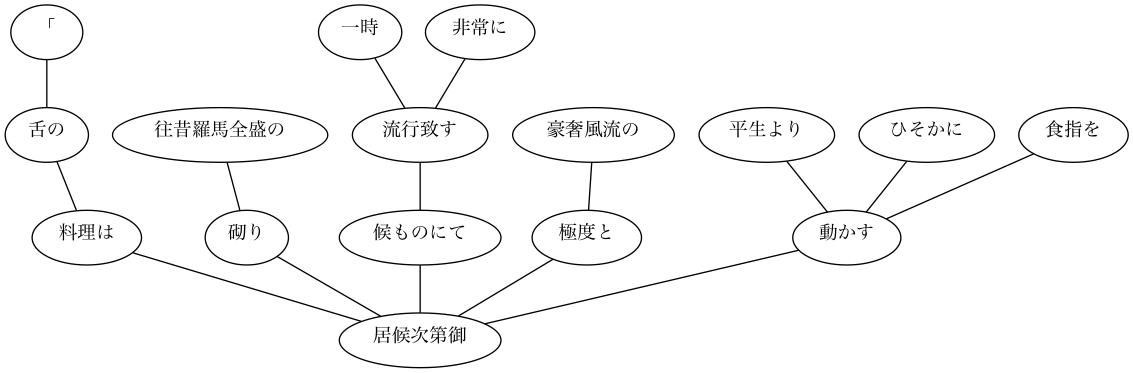 「
一時
非常に
舌の
往昔羅馬全盛の
流行致す
豪奢風流の
平生より
ひそかに
食指を
料理は
砌り
候ものにて
極度と
動かす
居候次第御